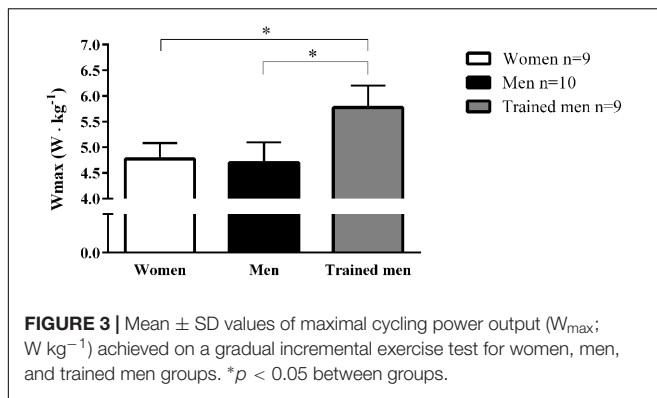 * 
*
7.0
6.5
6.0
5.5
5.0
4.5
4.0
0.0
Wmax (W · kg⁻¹)
Women
Men
Trained men
Women n=9
Men n=10
Trained men n=9
FIGURE 3 | Mean ± SD values of maximal cycling power output (Wₘₐₓ;
W kg⁻¹) achieved on a gradual incremental exercise test for women, men,
and trained men groups. *p < 0.05 between groups.